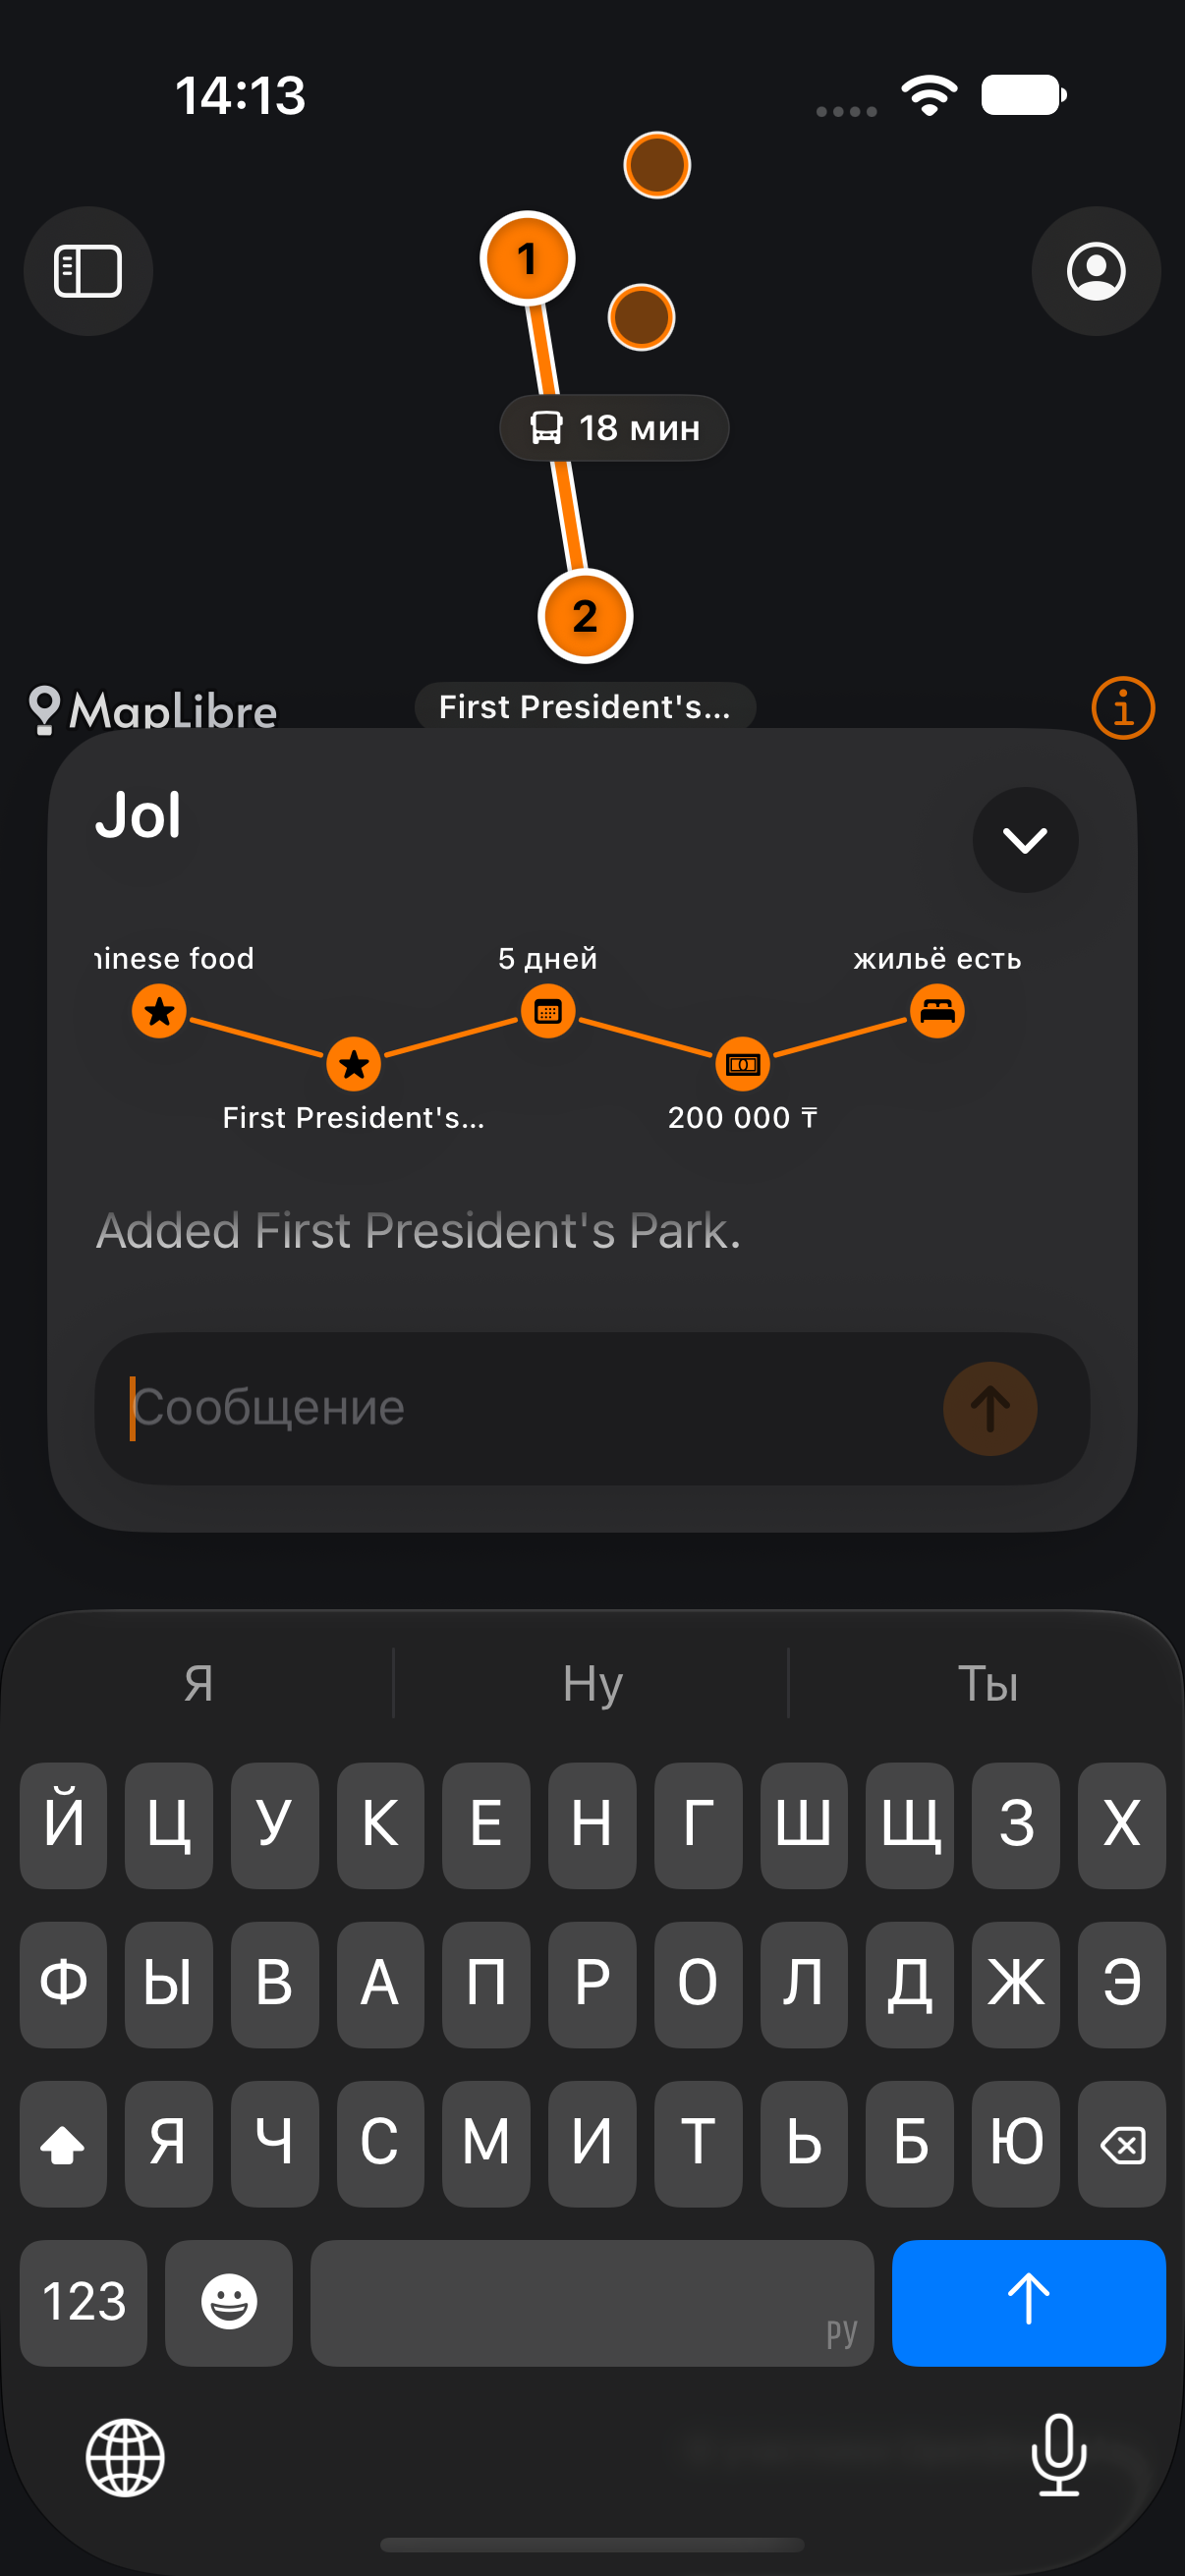 14:13
1
18 мин
2
MapLibre
First President's...
Jol
hinese food
5 дней
жильё есть
First President's...
200 000 ₸
Added First President's Park.
Сообщение
Я
Ну
Ты
Й Ц У К Е Н Г Ш Щ З Х
Ф Ы В А П Р О Л Д Ж Э
Я Ч С М И Т Ь Б Ю
123
РУ